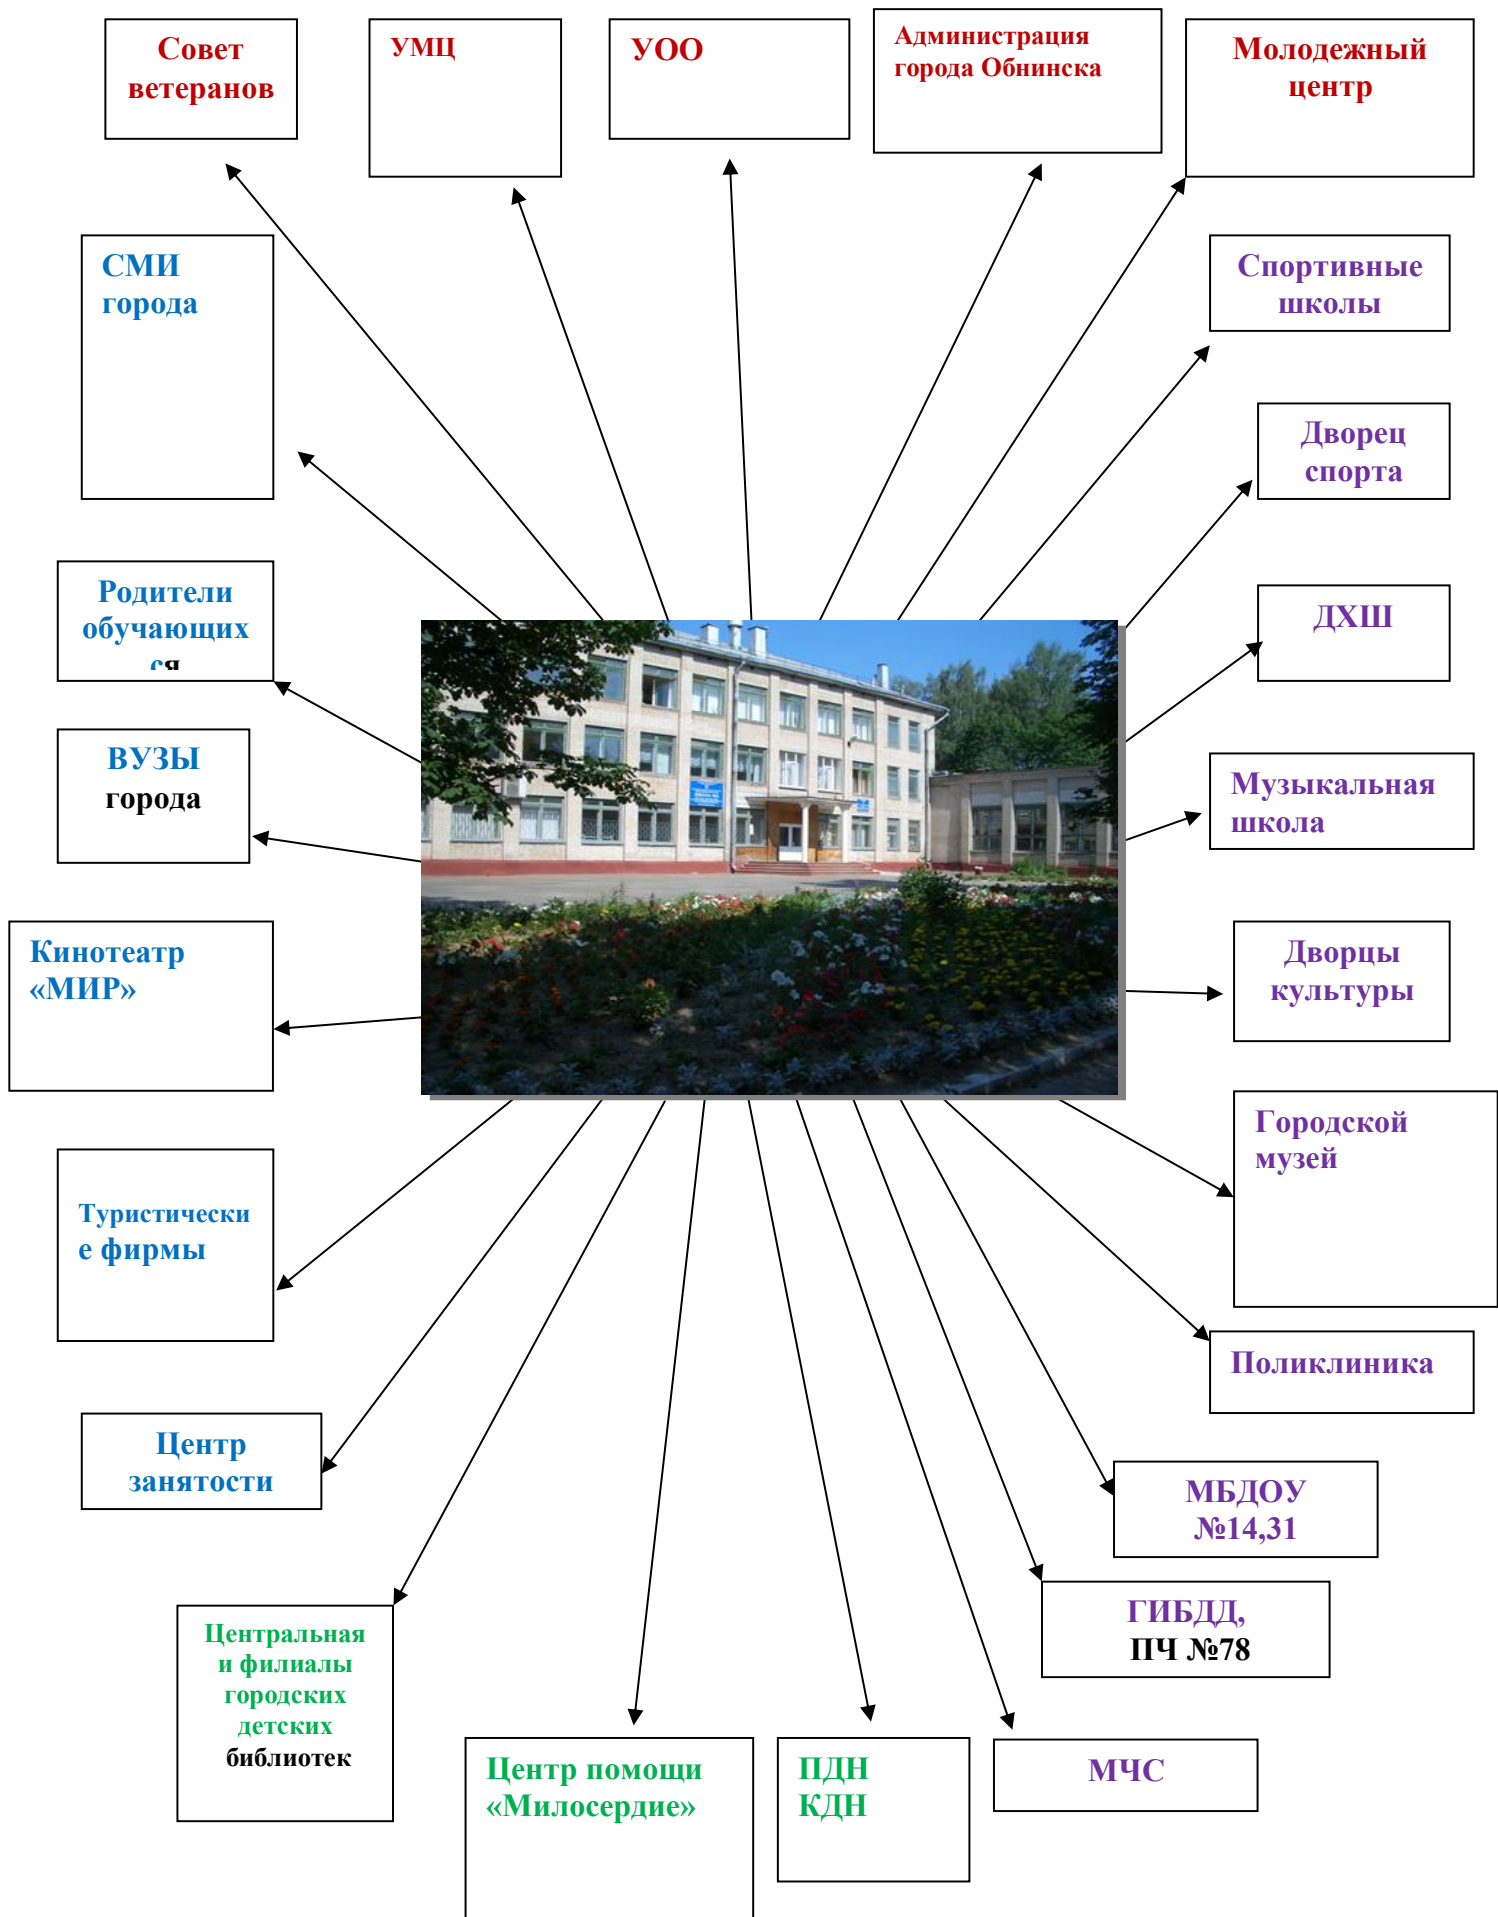 Совет
ветеранов
УМЦ
УОО
Администрация
города Обнинска
Молодежный
центр
СМИ
города
Спортивные
школы
Дворец
спорта
Родители
обучающих
ся
ДХШ
ВУЗЫ
города
Музыкальная
школа
Кинотеатр
«МИР»
Дворцы
культуры
Городской
музей
Туристически
е фирмы
Поликлиника
Центр
занятости
МБДОУ
№14,31
ГИБДД,
ПЧ №78
Центральная
и филиалы
городских
детских
библиотек
Центр помощи
«Милосердие»
ПДН
КДН
МЧС